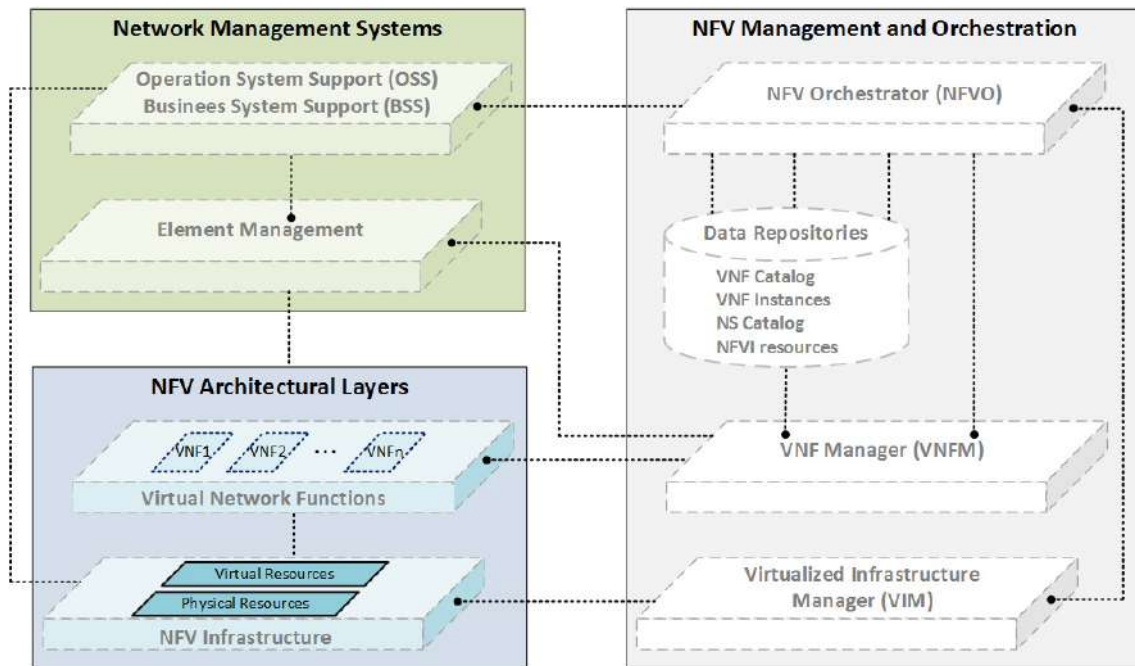 Network Management Systems
Operation System Support (OSS)
Businees System Support (BSS)
Element Management
NFV Architectural Layers
VNF1 VNF2 ... VNFn
Virtual Network Functions
Virtual Resources
Physical Resources
NFV Infrastructure
NFV Management and Orchestration
NFV Orchestrator (NFVO)
Data Repositories
VNF Catalog
VNF Instances
NS Catalog
NFVI resources
VNF Manager (VNFM)
Virtualized Infrastructure
Manager (VIM)